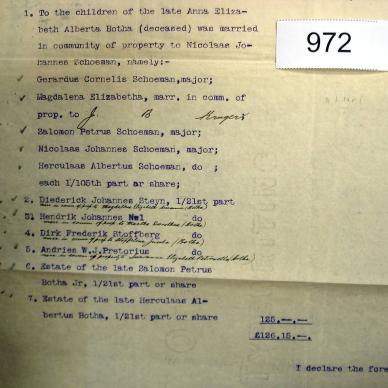 1. To the children of the late Anna Eliza-
beth Alberta Botha (deceased) was married
in community of property to Nicolaas Jo-
hannes Schoeman, namely:-
972
Gerardus Cornelis Schoeman,major;
Magdalena Elizabetha, marr. in comm. of
prop. to J. B Kruger
Salomon Petrus Schoeman, major;
Nicolaas Johannes Schoeman, major;
Herculaas Albertus Schoeman, do ;
each 1/105th part ar share;
2. Diederick Johannes Steyn, 1/21st part
3. Hendrik Johannes Nel do
4. Dirk Frederik Stoffberg do
5. Andries W.J.Pretorius do
6. Estate of the late Salomon Petrus
Botha Jr, 1/21st part or share
7. Estate of the late Herculaas Al-
bertus Botha, 1/21st part or share 125.—.—
£126.15.—.
I declare the fore